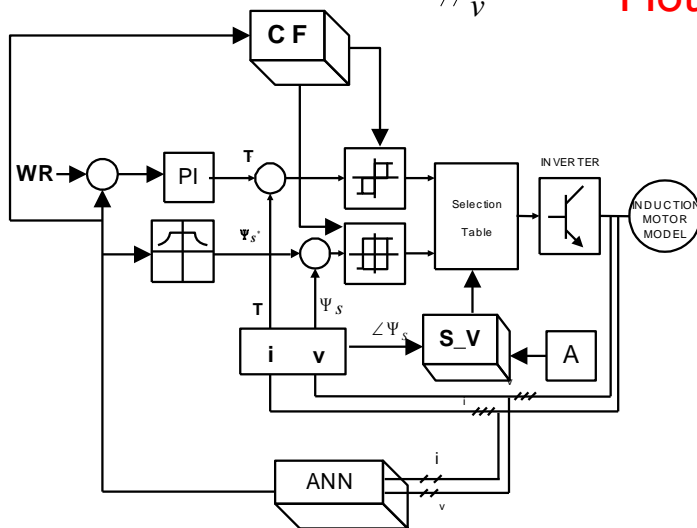 v
C F
WR
PI
T
INVERTER
Selection
Table
INDUCTION
MOTOR
MODEL
Ψs*
T
Ψs
∠Ψs
i v
S_V
A
v
i
ANN
i
v